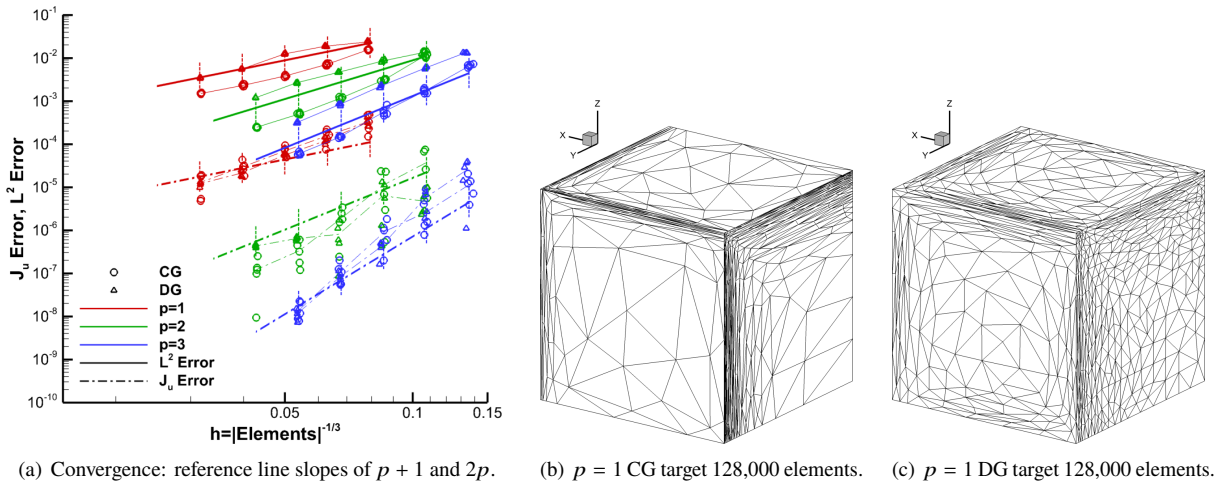 10^-1
10^-2
10^-3
10^-4
10^-5
10^-6
10^-7
10^-8
10^-9
10^-10
J_u Error, L^2 Error
CG
DG
p=1
p=2
p=3
L^2 Error
J_u Error
0.05
0.1
0.15
h=|Elements|^-1/3
(a) Convergence: reference line slopes of p + 1 and 2p.
Z
X
Y
(b) p = 1 CG target 128,000 elements.
Z
X
Y
(c) p = 1 DG target 128,000 elements.